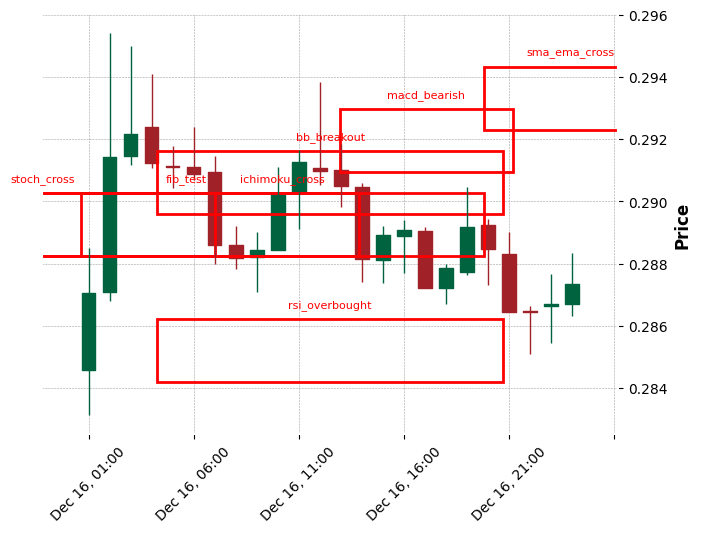 0.296
sma_ema_cross
0.294
macd_bearish
0.292
bb_breakout
stoch_cross
fib_test
ichimoku_cross
0.290
Price
0.288
rsi_overbought
0.286
0.284
Dec 16, 01:00
Dec 16, 06:00
Dec 16, 11:00
Dec 16, 16:00
Dec 16, 21:00